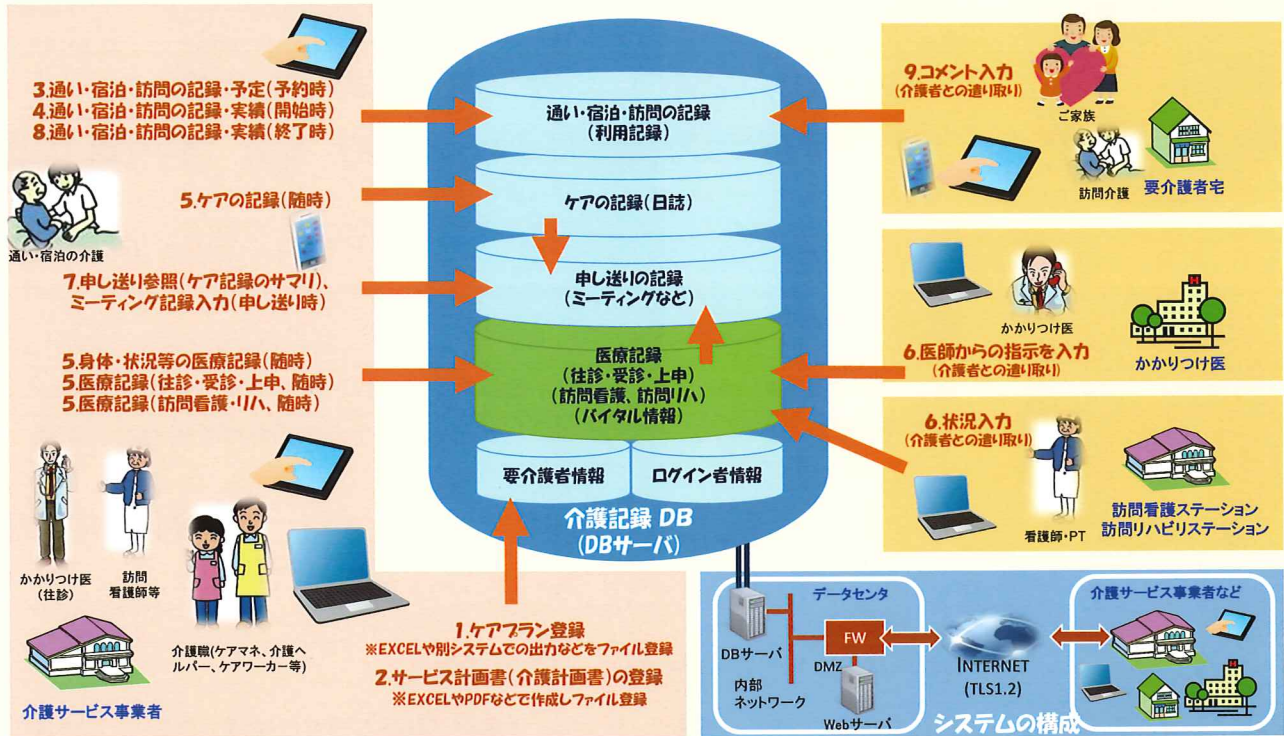 3.通い・宿泊・訪問の記録・予定(予約時)
4.通い・宿泊・訪問の記録・実績(開始時)
8.通い・宿泊・訪問の記録・実績(終了時)
5.ケアの記録(随時)
通い・宿泊の介護
7.申し送り参照(ケア記録のサマリ)、
ミーティング記録入力(申し送り時)
5.身体・状況等の医療記録(随時)
5.医療記録(往診・受診・上申、随時)
5.医療記録(訪問看護・リハ、随時)
かかりつけ医
(往診)
訪問
看護師等
介護職(ケアマネ、介護ヘ
ルパー、ケアワーカー等)
介護サービス事業者
1.ケアプラン登録
※EXCELや別システムでの出力などをファイル登録
2.サービス計画書(介護計画書)の登録
※EXCELやPDFなどで作成しファイル登録
通い・宿泊・訪問の記録
(利用記録)
ケアの記録(日誌)
申し送りの記録
(ミーティングなど)
医療記録
(往診・受診・上申)
(訪問看護、訪問リハ)
(バイタル情報)
要介護者情報
ログイン者情報
介護記録 DB
(DBサーバ)
9.コメント入力
(介護者との遣り取り)
ご家族
訪問介護
要介護者宅
かかりつけ医
6.医師からの指示を入力
(介護者との遣り取り)
H
かかりつけ医
6.状況入力
(介護者との遣り取り)
看護師・PT
訪問看護ステーション
訪問リハビリステーション
データセンタ
DBサーバ
内部
ネットワーク
FW
DMZ
Webサーバ
INTERNET
(TLS1.2)
介護サービス事業者など
H
システムの構成